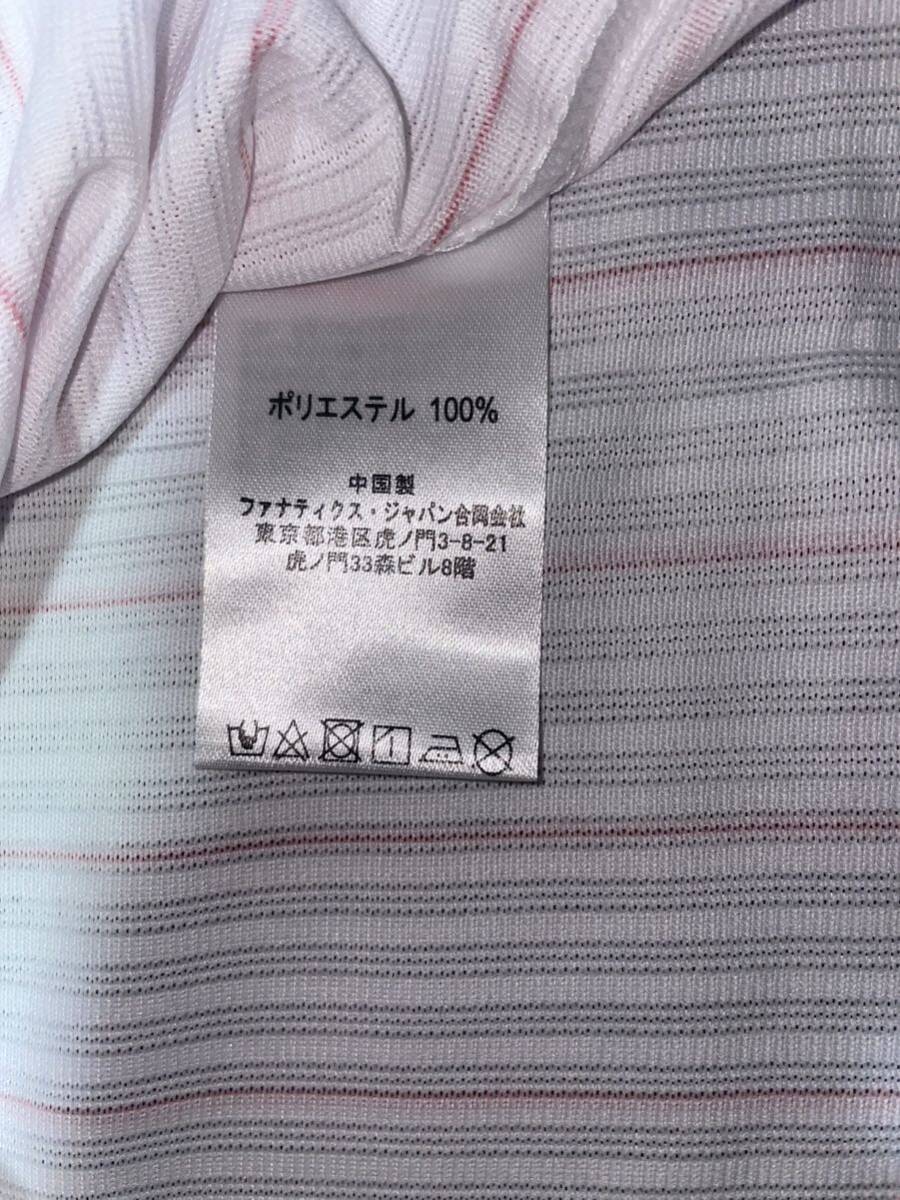 ポリエステル 100%
中国製
ファナティクス・ジャパン合同会社
東京都港区虎ノ門3-8-21
虎ノ門33森ビル8階